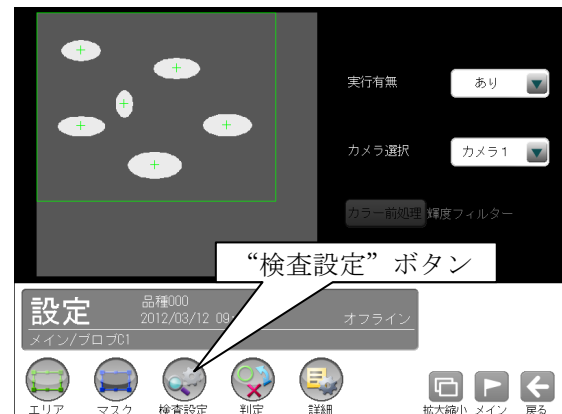 実行有無 あり
カメラ選択 カメラ1
カラー前処理 輝度フィルター
“検査設定”ボタン
設定
品種000
2012/03/12 09
オフライン
メイン/ブロブC1
エリア マスク 検査設定 判定 詳細 拡大縮小 メイン 戻る